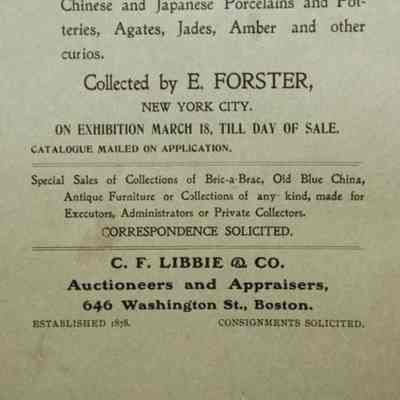 Chinese and Japanese Porcelains and Pot-
teries, Agates, Jades, Amber and other
curios.
Collected by E. FORSTER,
NEW YORK CITY.
ON EXHIBITION MARCH 18, TILL DAY OF SALE.
CATALOGUE MAILED ON APPLICATION.
Special Sales of Collections of Bric-a-Brac, Old Blue China,
Antique Furniture or Collections of any kind, made for
Executors, Administrators or Private Collectors.
CORRESPONDENCE SOLICITED.
C. F. LIBBIE & CO.
Auctioneers and Appraisers,
646 Washington St., Boston.
ESTABLISHED 1878. CONSIGNMENTS SOLICITED.